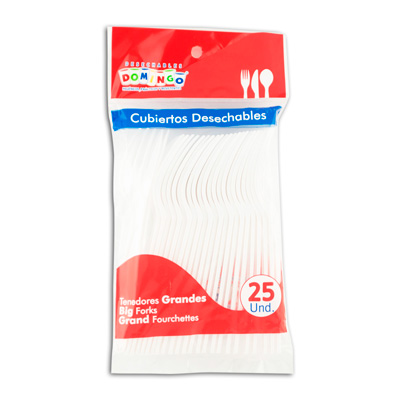 DESECHABLES
DOMINGO
Cubiertos Desechables
Tenedores Grandes
Big Forks
Grand Fourchettes
25
Und.